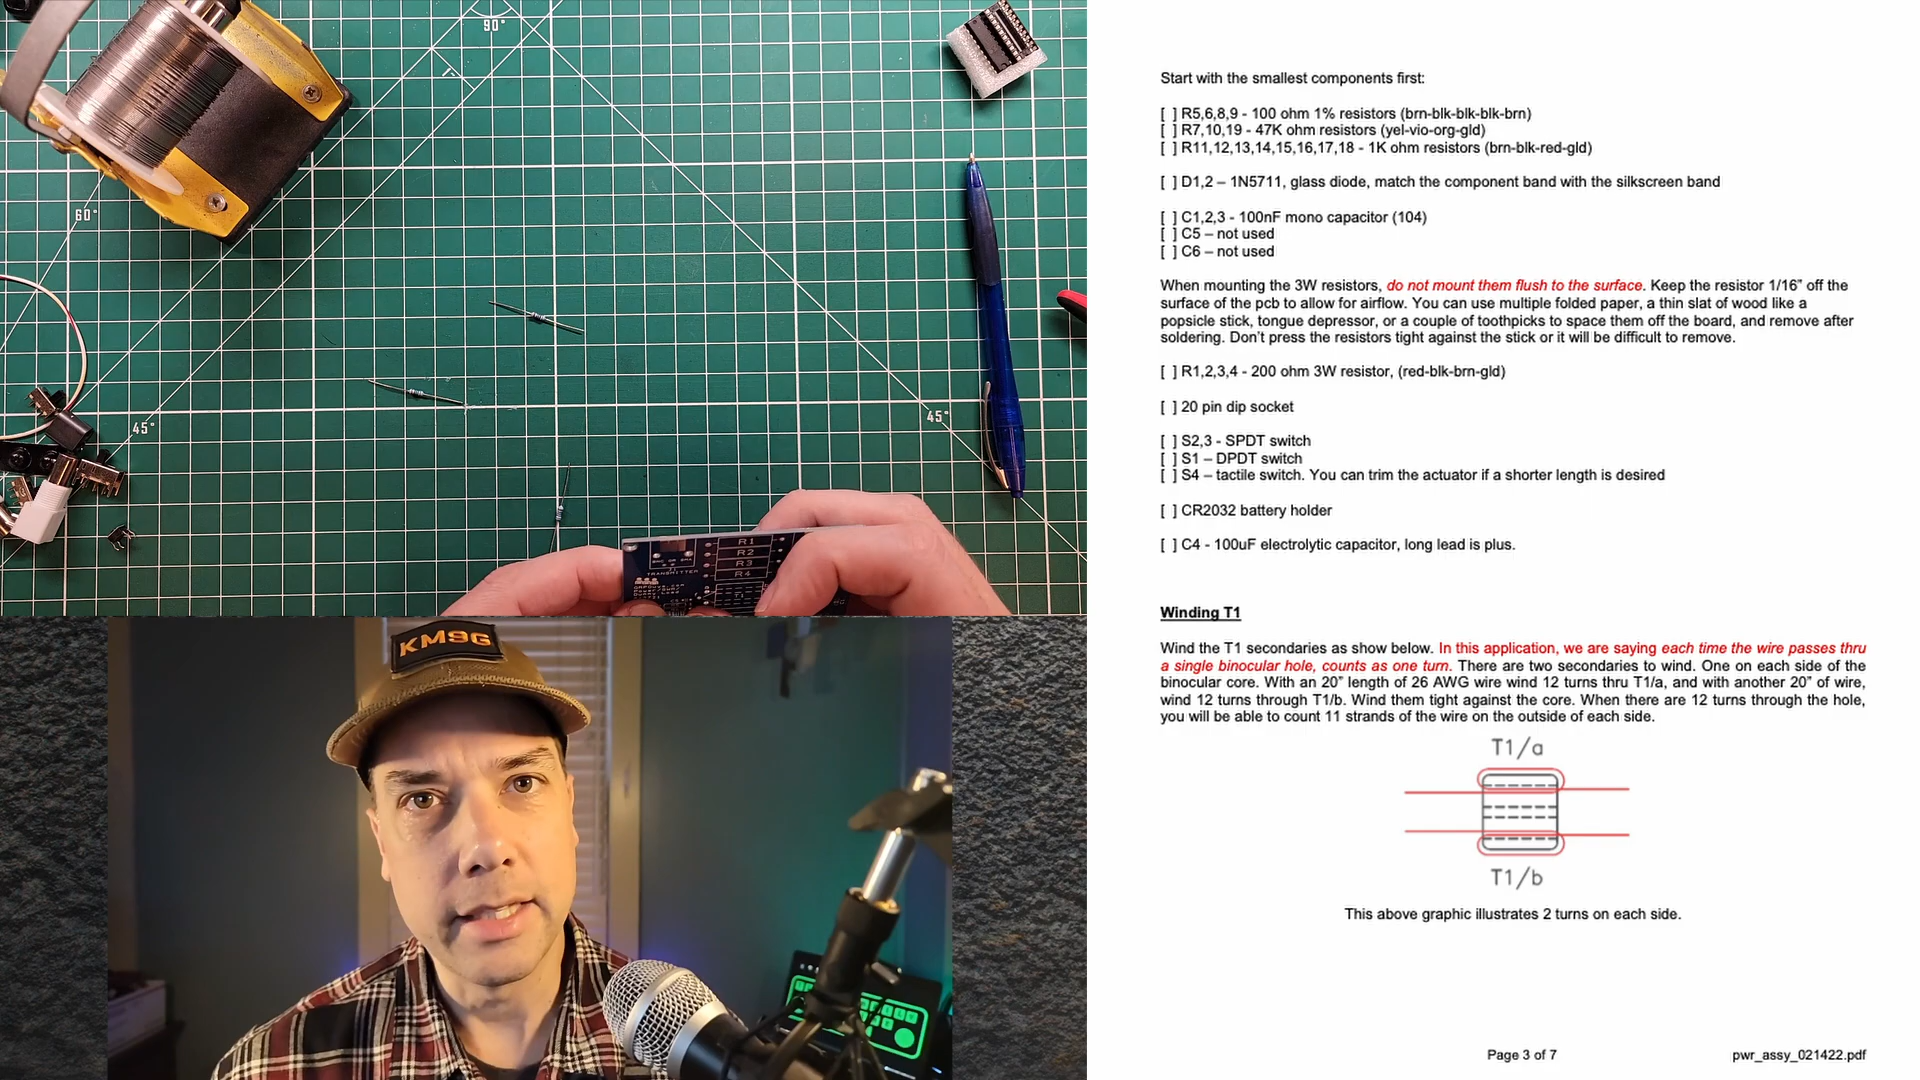 90°
1"
60°
45°
45°
R1
R2
R3
R4
TRANSMITTER
T1
KM9G
Start with the smallest components first:
[ ] R5,6,8,9 - 100 ohm 1% resistors (brn-blk-blk-blk-brn)
[ ] R7,10,19 - 47K ohm resistors (yel-vio-org-gld)
[ ] R11,12,13,14,15,16,17,18 - 1K ohm resistors (brn-blk-red-gld)
[ ] D1,2 – 1N5711, glass diode, match the component band with the silkscreen band
[ ] C1,2,3 - 100nF mono capacitor (104)
[ ] C5 – not used
[ ] C6 – not used
When mounting the 3W resistors, do not mount them flush to the surface. Keep the resistor 1/16” off the
surface of the pcb to allow for airflow. You can use multiple folded paper, a thin slat of wood like a
popsicle stick, tongue depressor, or a couple of toothpicks to space them off the board, and remove after
soldering. Don’t press the resistors tight against the stick or it will be difficult to remove.
[ ] R1,2,3,4 - 200 ohm 3W resistor, (red-blk-brn-gld)
[ ] 20 pin dip socket
[ ] S2,3 - SPDT switch
[ ] S1 – DPDT switch
[ ] S4 – tactile switch. You can trim the actuator if a shorter length is desired
[ ] CR2032 battery holder
[ ] C4 - 100uF electrolytic capacitor, long lead is plus.
Winding T1
Wind the T1 secondaries as show below. In this application, we are saying each time the wire passes thru
a single binocular hole, counts as one turn. There are two secondaries to wind. One on each side of the
binocular core. With an 20” length of 26 AWG wire wind 12 turns thru T1/a, and with another 20” of wire,
wind 12 turns through T1/b. Wind them tight against the core. When there are 12 turns through the hole,
you will be able to count 11 strands of the wire on the outside of each side.
T1/a
T1/b
This above graphic illustrates 2 turns on each side.
Page 3 of 7
pwr_assy_021422.pdf